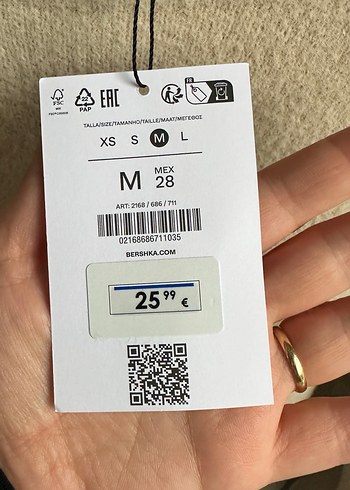 FSC
22
PAP
EAC
FR
TALLA/SIZE/TAMANHO/TAILLE/MAAT/ΜΕΓΕΘΟΣ
XS S M L
M MEX 28
ART: 2168 / 686 / 711
02168686711035
BERSHKA.COM
25 99 €